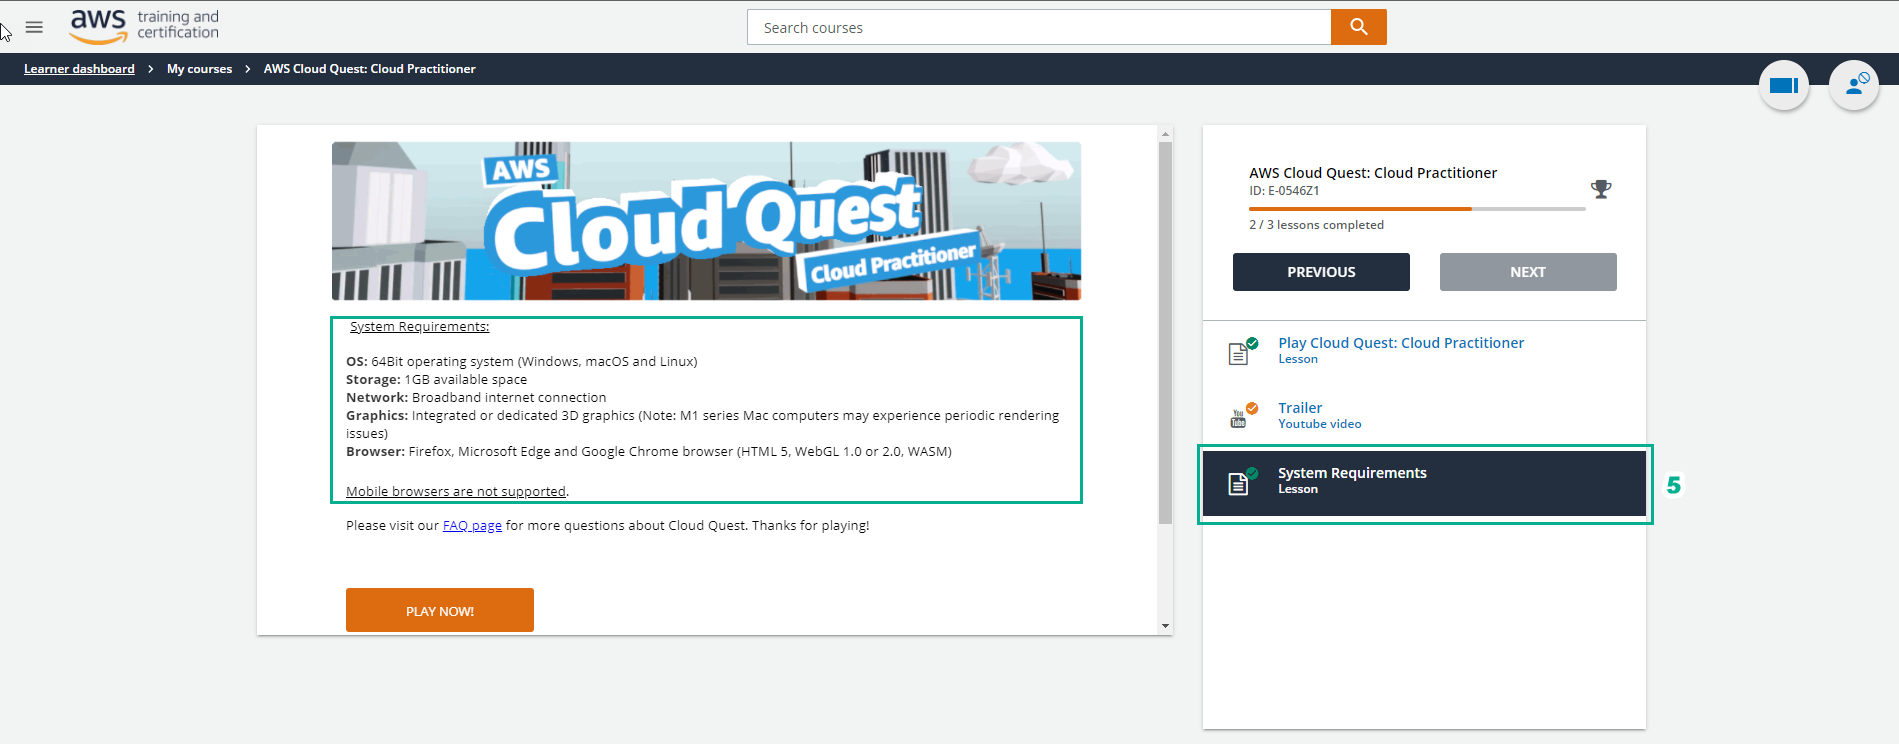 aws training and certification
Search courses
Learner dashboard > My courses > AWS Cloud Quest: Cloud Practitioner
AWS
Cloud Quest
Cloud Practitioner
System Requirements:
OS: 64Bit operating system (Windows, macOS and Linux)
Storage: 1GB available space
Network: Broadband internet connection
Graphics: Integrated or dedicated 3D graphics (Note: M1 series Mac computers may experience periodic rendering
issues)
Browser: Firefox, Microsoft Edge and Google Chrome browser (HTML 5, WebGL 1.0 or 2.0, WASM)
Mobile browsers are not supported.
Please visit our FAQ page for more questions about Cloud Quest. Thanks for playing!
PLAY NOW!
AWS Cloud Quest: Cloud Practitioner
ID: E-0546Z1
2 / 3 lessons completed
PREVIOUS
NEXT
Play Cloud Quest: Cloud Practitioner
Lesson
You Tube
Trailer
Youtube video
System Requirements
Lesson
5